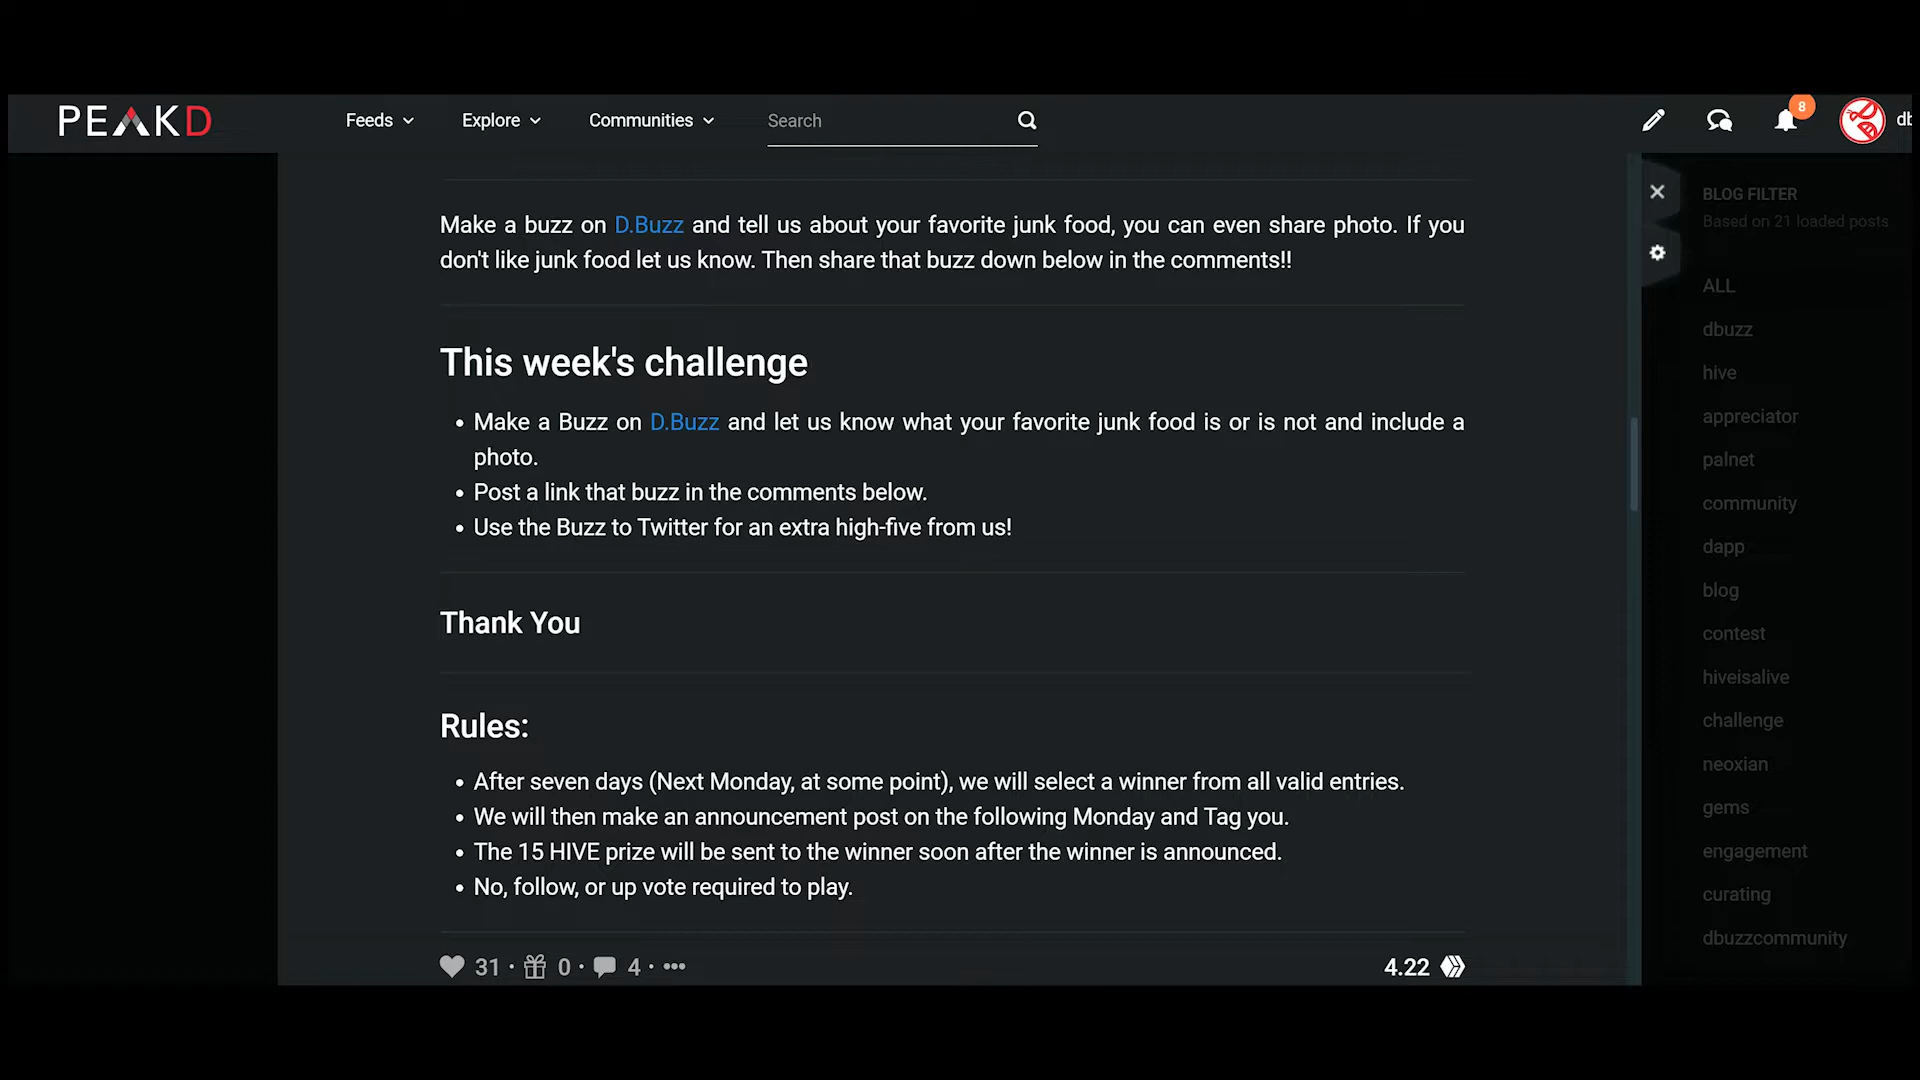 PEAKD
Feeds
Explore
Communities
Search
8
db
Make a buzz on D.Buzz and tell us about your favorite junk food, you can even share photo. If you
don't like junk food let us know. Then share that buzz down below in the comments!!
This week's challenge
• Make a Buzz on D.Buzz and let us know what your favorite junk food is or is not and include a
photo.
• Post a link that buzz in the comments below.
• Use the Buzz to Twitter for an extra high-five from us!
Thank You
Rules:
• After seven days (Next Monday, at some point), we will select a winner from all valid entries.
• We will then make an announcement post on the following Monday and Tag you.
• The 15 HIVE prize will be sent to the winner soon after the winner is announced.
• No, follow, or up vote required to play.
31 · 0 · 4 · •••
4.22
BLOG FILTER
Based on 21 loaded posts
ALL
dbuzz
hive
appreciator
palnet
community
dapp
blog
contest
hiveisalive
challenge
neoxian
gems
engagement
curating
dbuzzcommunity